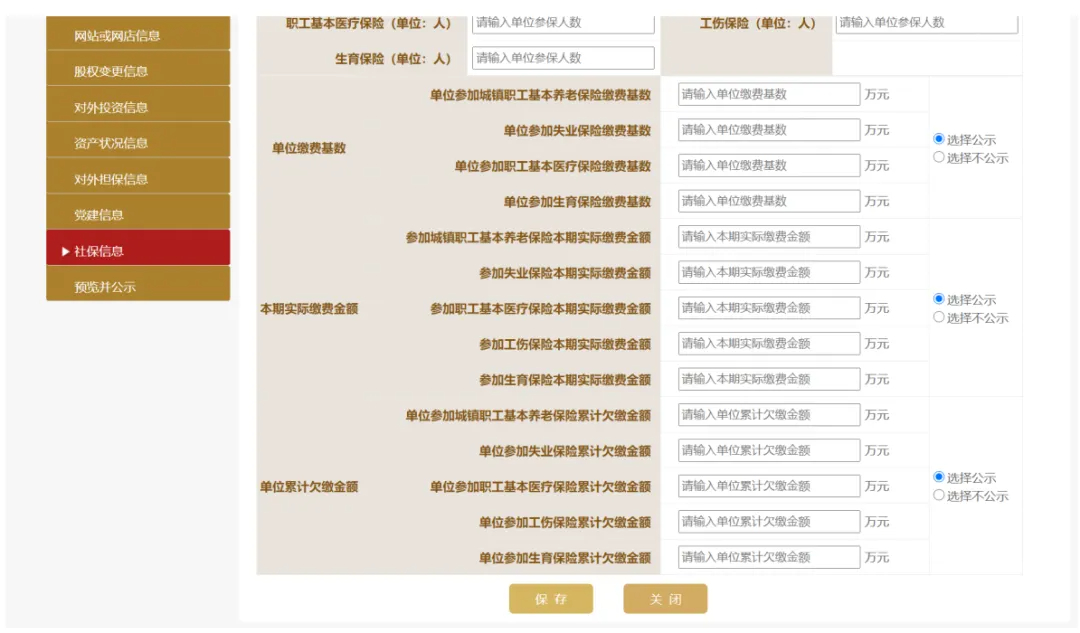 网站或网店信息
股权变更信息
对外投资信息
资产状况信息
对外担保信息
党建信息
▶社保信息
预览并公示
职工基本医疗保险（单位：人） 请输入单位参保人数 工伤保险（单位：人） 请输入单位参保人数
生育保险（单位：人） 请输入单位参保人数
单位缴费基数
单位参加城镇职工基本养老保险缴费基数 请输入单位缴费基数 万元
单位参加失业保险缴费基数 请输入单位缴费基数 万元
单位参加职工基本医疗保险缴费基数 请输入单位缴费基数 万元
单位参加生育保险缴费基数 请输入单位缴费基数 万元
选择公示
选择不公示
本期实际缴费金额
参加城镇职工基本养老保险本期实际缴费金额 请输入本期实际缴费金额 万元
参加失业保险本期实际缴费金额 请输入本期实际缴费金额 万元
参加职工基本医疗保险本期实际缴费金额 请输入本期实际缴费金额 万元
参加工伤保险本期实际缴费金额 请输入本期实际缴费金额 万元
参加生育保险本期实际缴费金额 请输入本期实际缴费金额 万元
选择公示
选择不公示
单位累计欠缴金额
单位参加城镇职工基本养老保险累计欠缴金额 请输入单位累计欠缴金额 万元
单位参加失业保险累计欠缴金额 请输入单位累计欠缴金额 万元
单位参加职工基本医疗保险累计欠缴金额 请输入单位累计欠缴金额 万元
单位参加工伤保险累计欠缴金额 请输入单位累计欠缴金额 万元
单位参加生育保险累计欠缴金额 请输入单位累计欠缴金额 万元
选择公示
选择不公示
保 存
关 闭